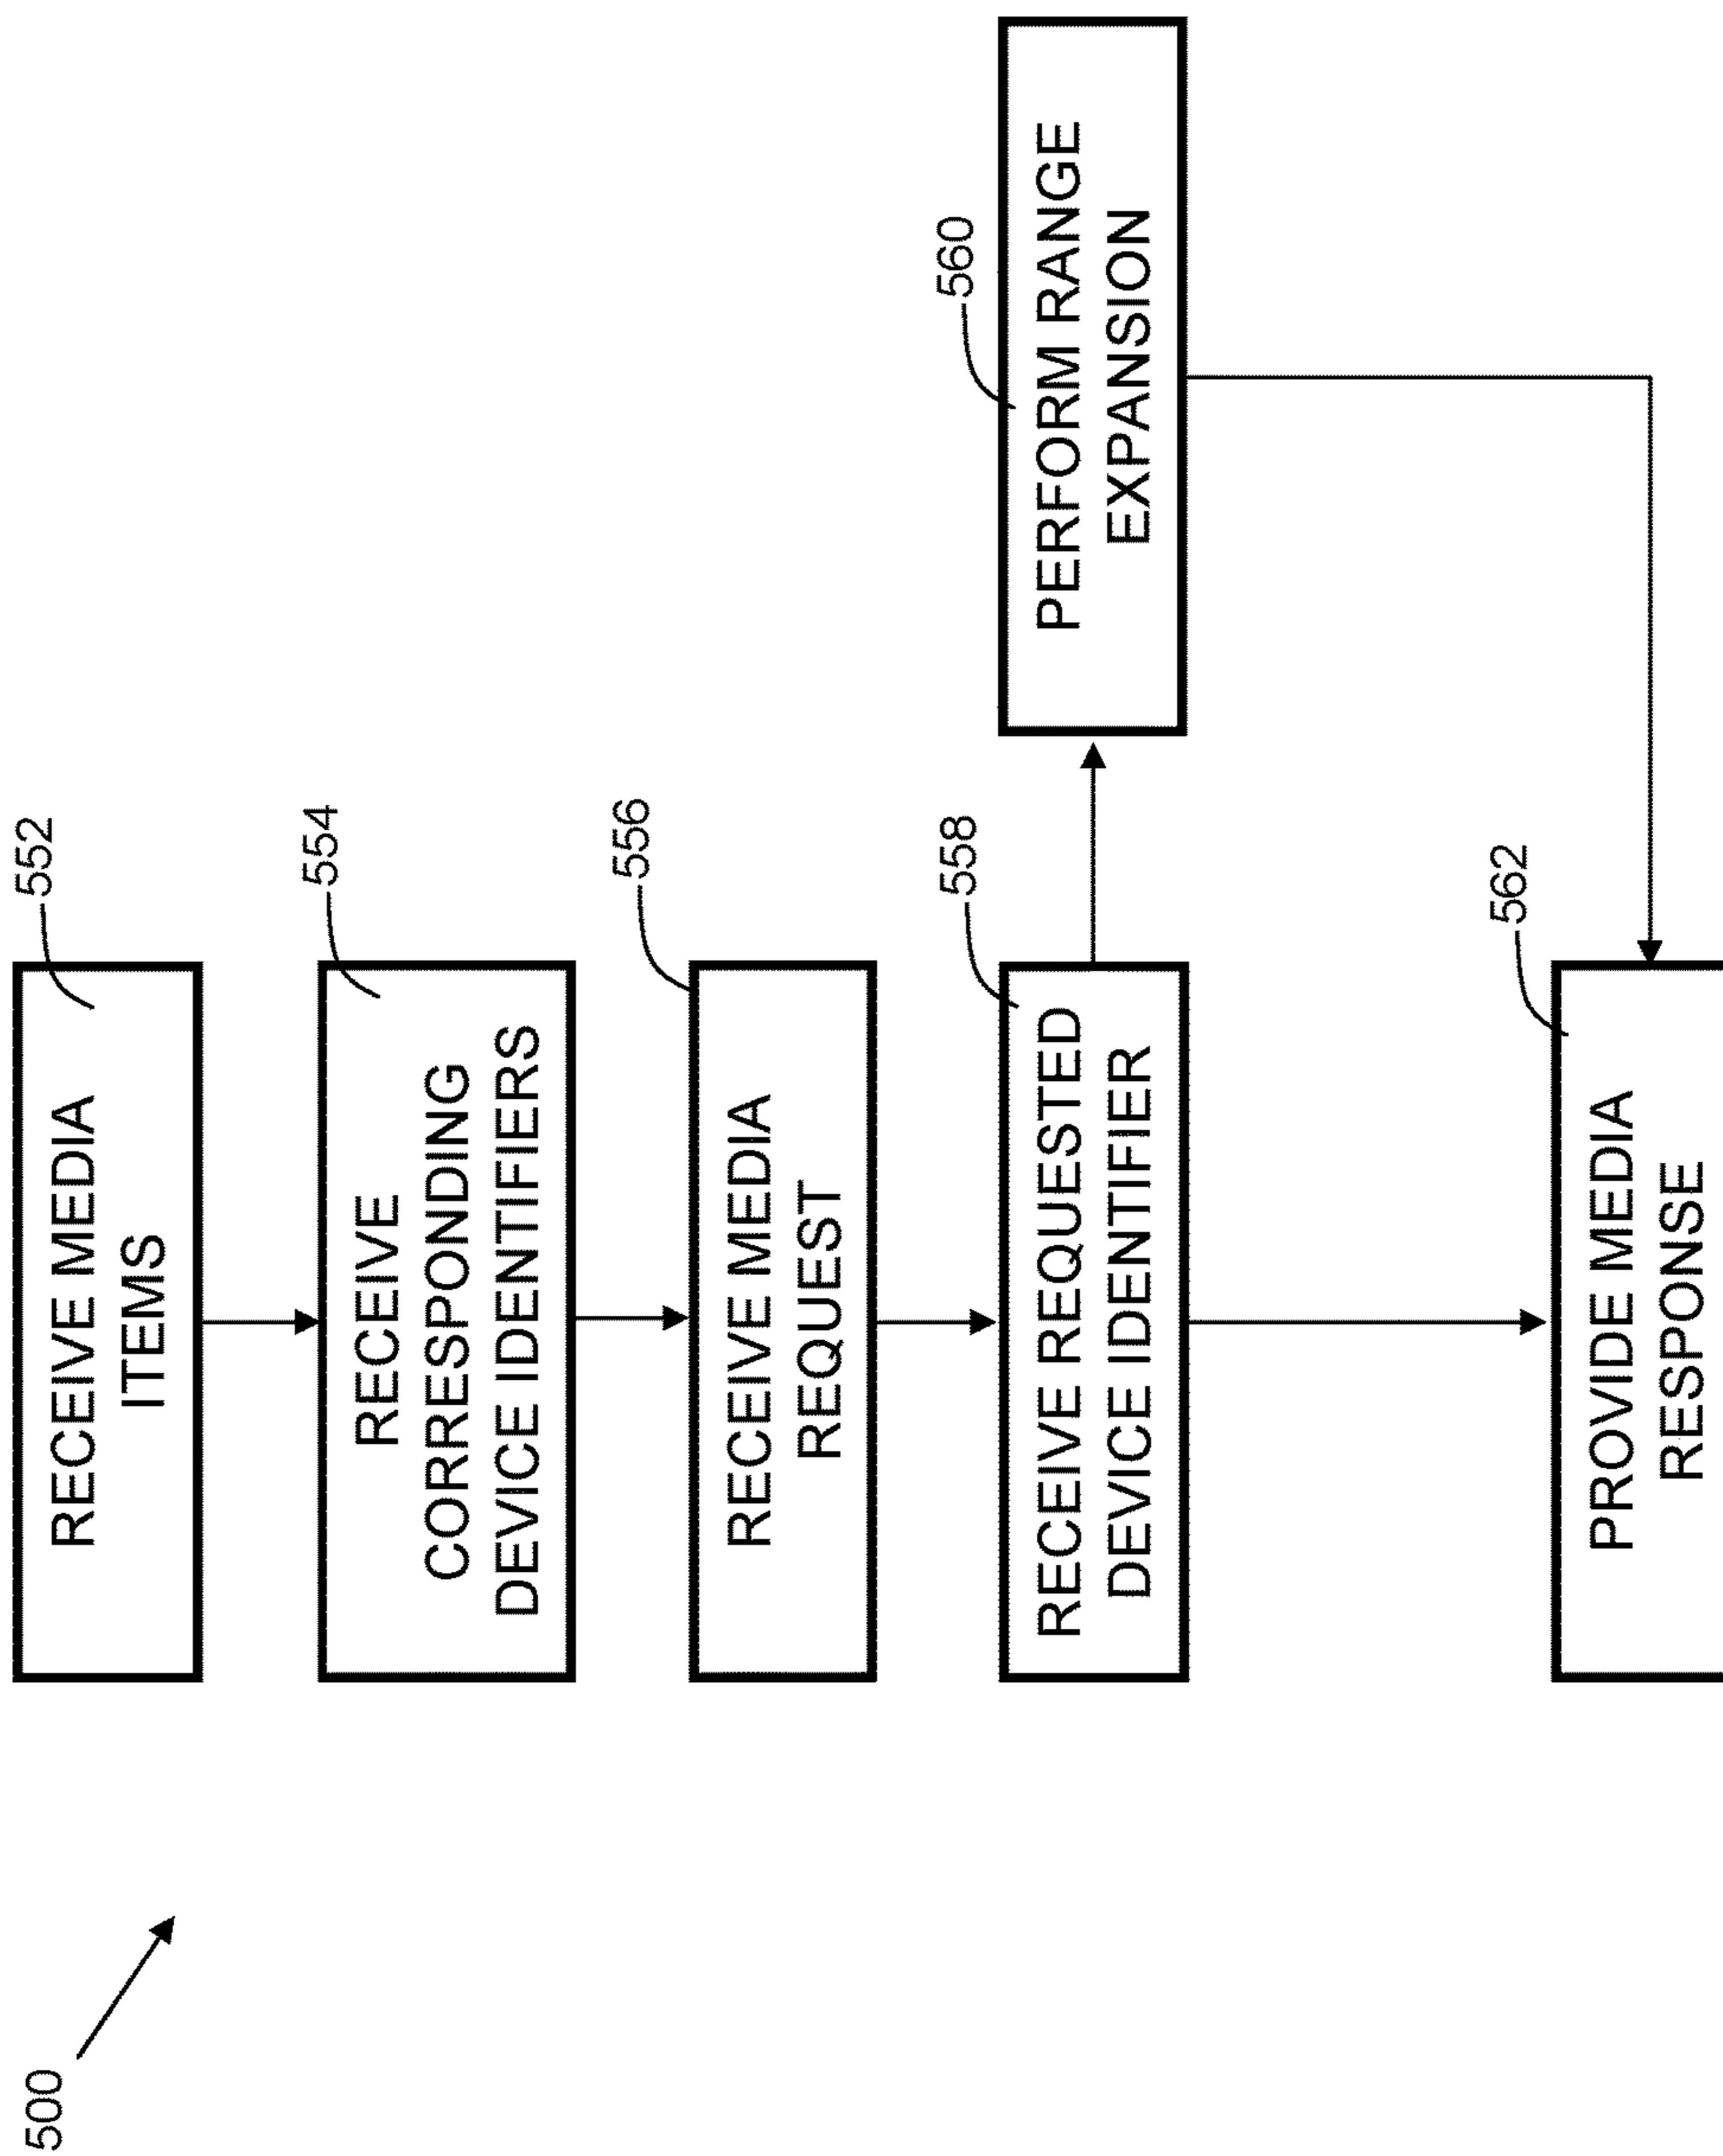 500
552
RECEIVE MEDIA
ITEMS
554
RECEIVE
CORRESPONDING
DEVICE IDENTIFIERS
556
RECEIVE MEDIA
REQUEST
558
RECEIVE REQUESTED
DEVICE IDENTIFIER
560
PERFORM RANGE
EXPANSION
562
PROVIDE MEDIA
RESPONSE